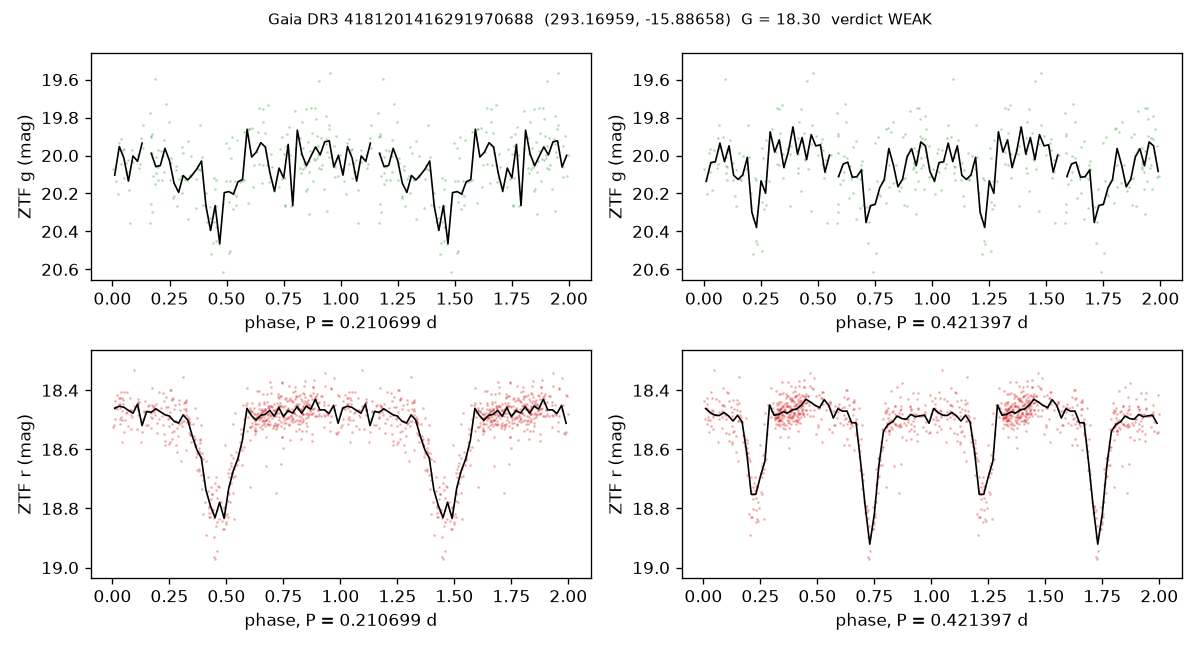 Gaia DR3 4181201416291970688  (293.16959, -15.88658)  G = 18.30  verdict WEAK
ZTF g (mag)
19.6
19.8
20.0
20.2
20.4
20.6
0.00 0.25 0.50 0.75 1.00 1.25 1.50 1.75 2.00
phase, P = 0.210699 d
ZTF g (mag)
19.6
19.8
20.0
20.2
20.4
20.6
0.00 0.25 0.50 0.75 1.00 1.25 1.50 1.75 2.00
phase, P = 0.421397 d
ZTF r (mag)
18.4
18.6
18.8
19.0
0.00 0.25 0.50 0.75 1.00 1.25 1.50 1.75 2.00
phase, P = 0.210699 d
ZTF r (mag)
18.4
18.6
18.8
19.0
0.00 0.25 0.50 0.75 1.00 1.25 1.50 1.75 2.00
phase, P = 0.421397 d